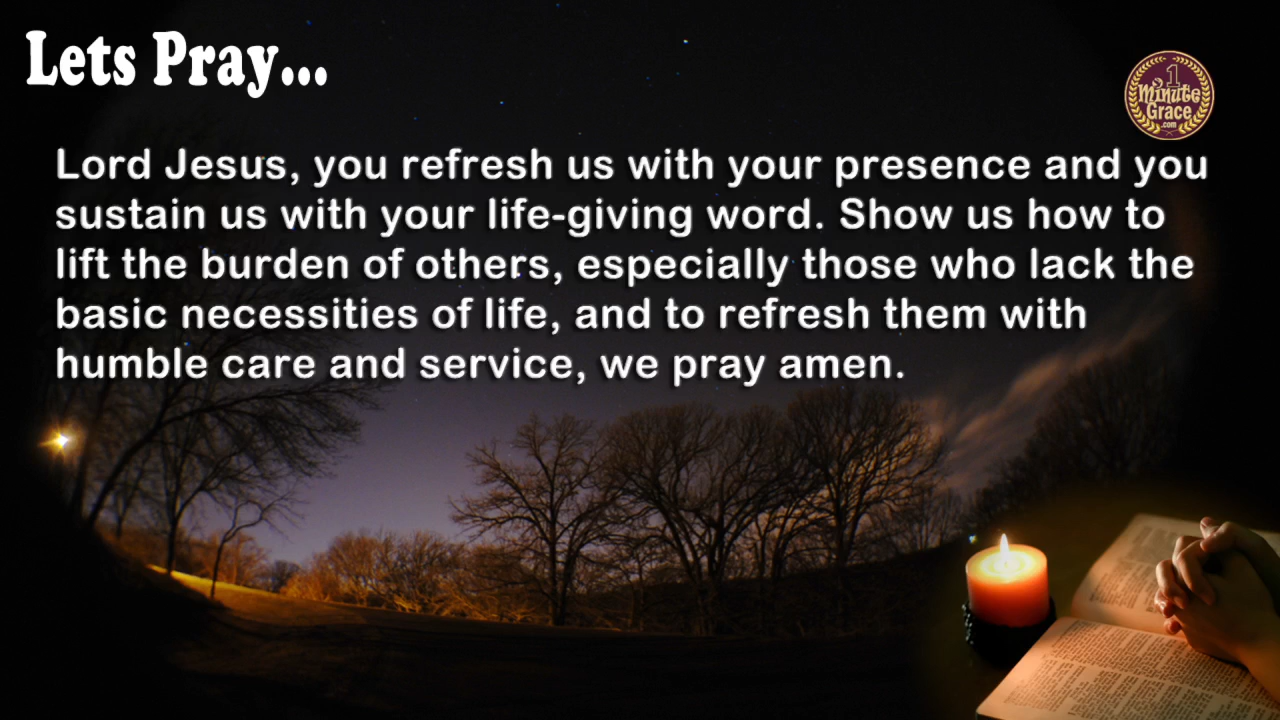 Lets Pray...
1
Minute
Grace
.com
Lord Jesus, you refresh us with your presence and you
sustain us with your life-giving word. Show us how to
lift the burden of others, especially those who lack the
basic necessities of life, and to refresh them with
humble care and service, we pray amen.